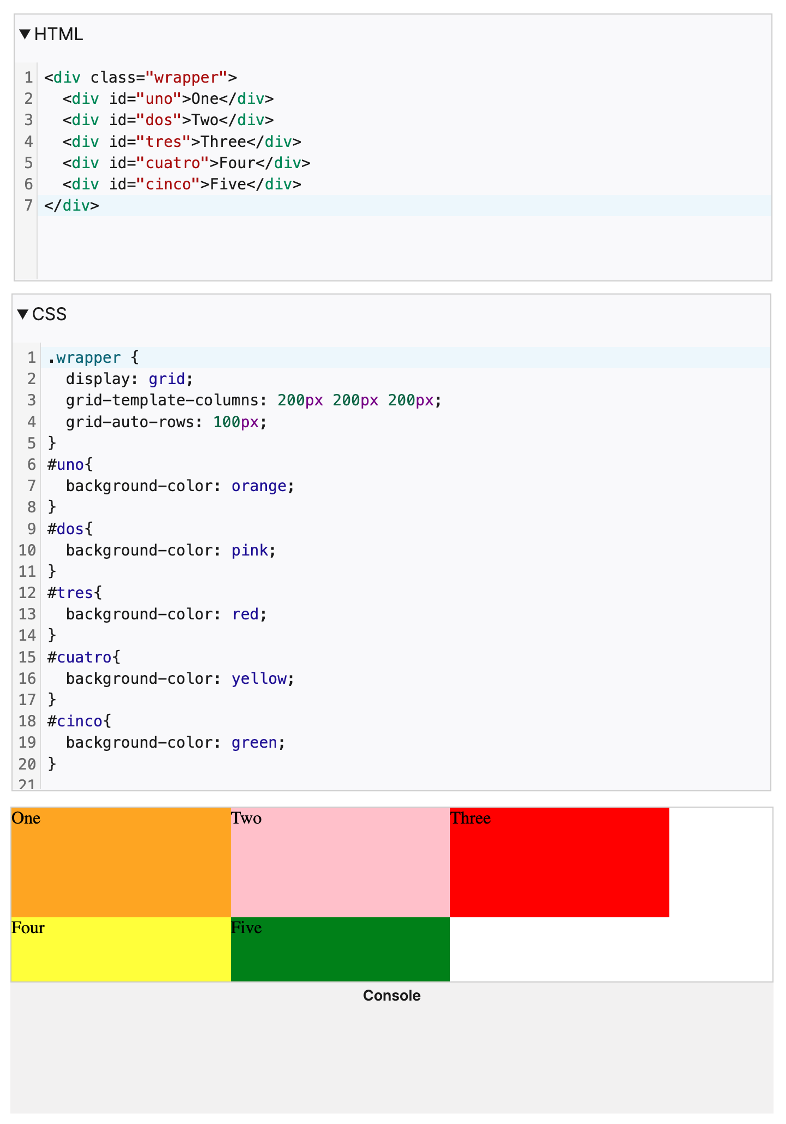 ▼ HTML
1 <div class="wrapper">
2   <div id="uno">One</div>
3   <div id="dos">Two</div>
4   <div id="tres">Three</div>
5   <div id="cuatro">Four</div>
6   <div id="cinco">Five</div>
7 </div>
▼ CSS
1 .wrapper {
2   display: grid;
3   grid-template-columns: 200px 200px 200px;
4   grid-auto-rows: 100px;
5 }
6 #uno{
7   background-color: orange;
8 }
9 #dos{
10   background-color: pink;
11 }
12 #tres{
13   background-color: red;
14 }
15 #cuatro{
16   background-color: yellow;
17 }
18 #cinco{
19   background-color: green;
20 }
21
One Two Three
Four Five
Console